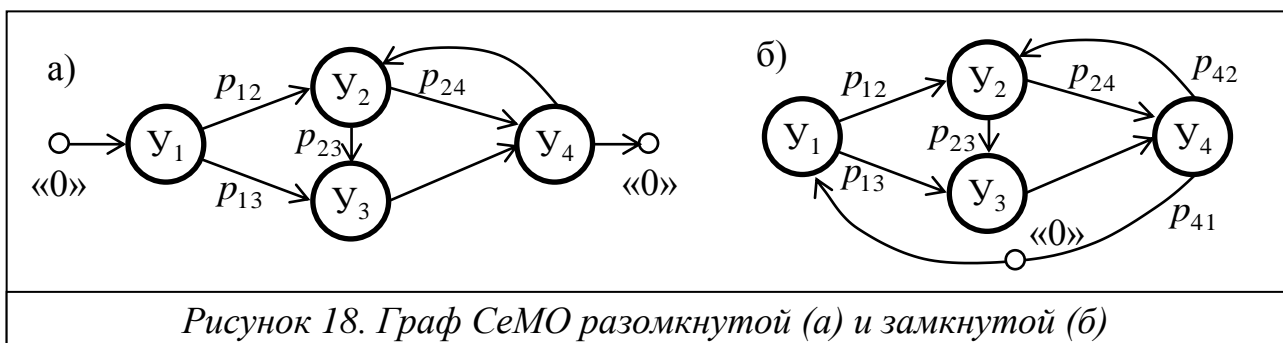 а)
p12
p24
У1
У2
У3
У4
p23
p13
«0»
«0»
б)
p12
p24
p42
У1
У2
У3
У4
p23
p13
p41
«0»
Рисунок 18. Граф СеМО разомкнутой (а) и замкнутой (б)